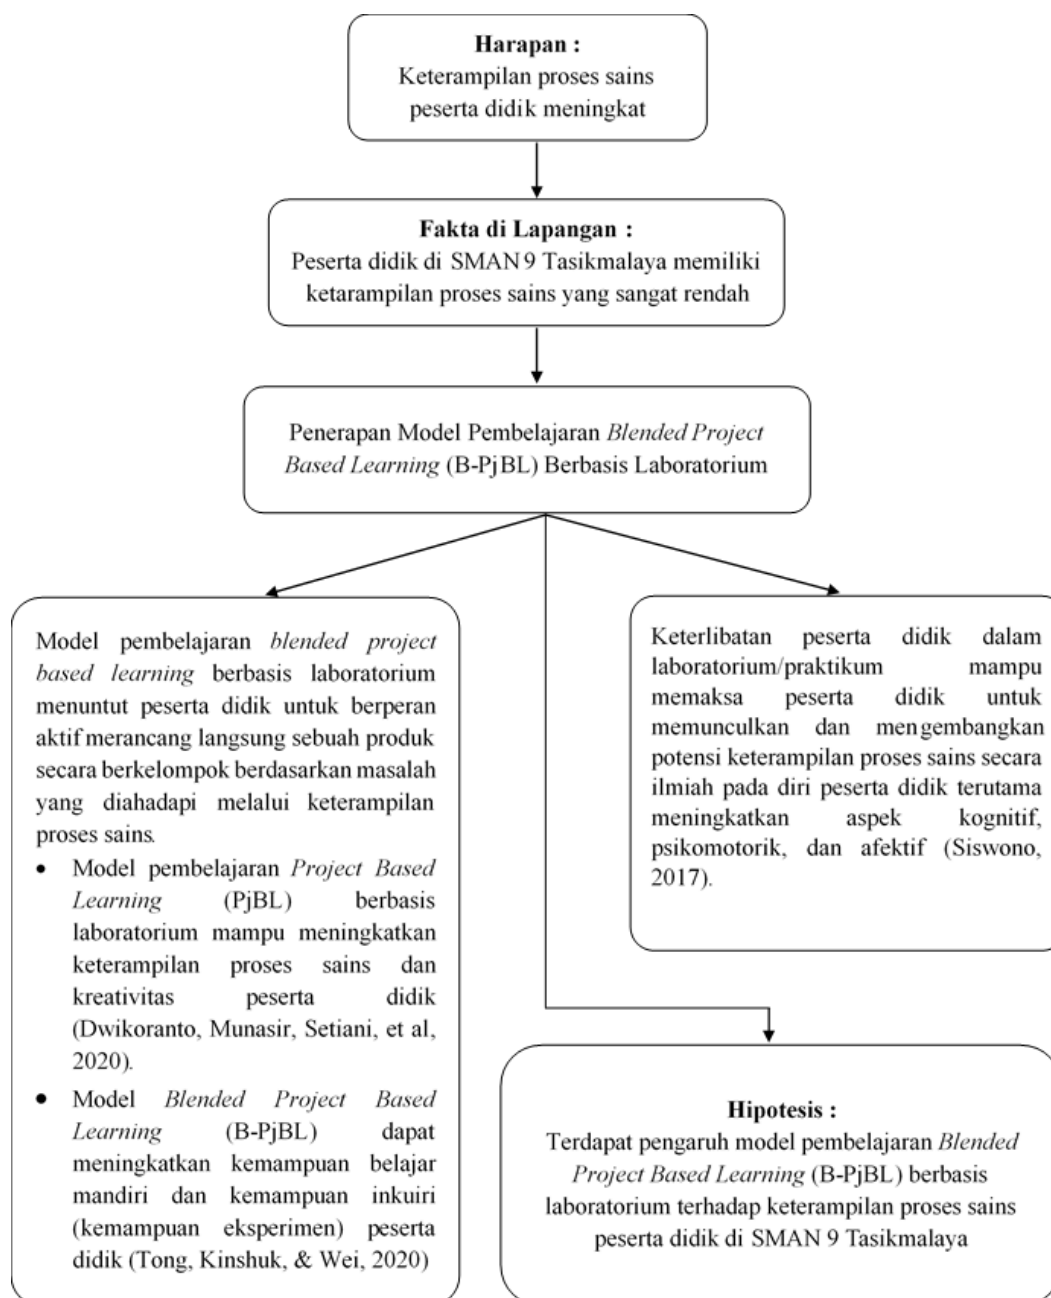 Harapan :
Keterampilan proses sains
peserta didik meningkat
Fakta di Lapangan :
Peserta didik di SMAN 9 Tasikmalaya memiliki
ketarampilan proses sains yang sangat rendah
Penerapan Model Pembelajaran Blended Project
Based Learning (B-PjBL) Berbasis Laboratorium
Model pembelajaran blended project
based learning berbasis laboratorium
menuntut peserta didik untuk berperan
aktif merancang langsung sebuah produk
secara berkelompok berdasarkan masalah
yang diahadapi melalui keterampilan
proses sains.
• Model pembelajaran Project Based
Learning (PjBL) berbasis
laboratorium mampu meningkatkan
keterampilan proses sains dan
kreativitas peserta didik
(Dwikoranto, Munasir, Setiani, et al,
2020).
• Model Blended Project Based
Learning (B-PjBL) dapat
meningkatkan kemampuan belajar
mandiri dan kemampuan inkuiri
(kemampuan eksperimen) peserta
didik (Tong, Kinshuk, & Wei, 2020)
Keterlibatan peserta didik dalam
laboratorium/praktikum mampu
memaksa peserta didik untuk
memunculkan dan mengembangkan
potensi keterampilan proses sains secara
ilmiah pada diri peserta didik terutama
meningkatkan aspek kognitif,
psikomotorik, dan afektif (Siswono,
2017).
Hipotesis :
Terdapat pengaruh model pembelajaran Blended
Project Based Learning (B-PjBL) berbasis
laboratorium terhadap keterampilan proses sains
peserta didik di SMAN 9 Tasikmalaya